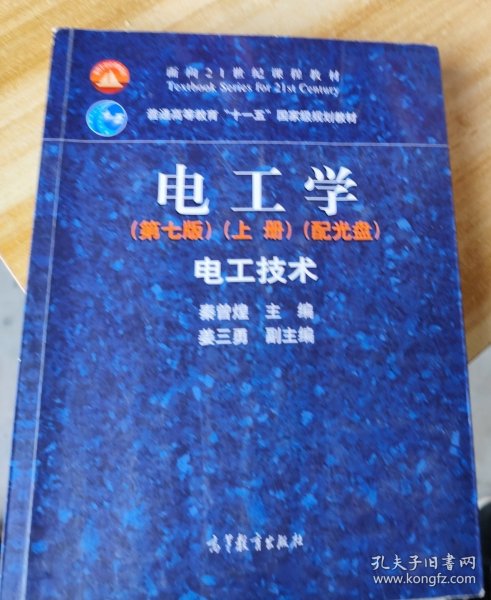 面向21世纪课程教材
Textbook Series for 21st Century
普通高等教育"十一五"国家级规划教材
电工学
(第七版)(上 册)(配光盘)
电工技术
秦曾煌 主 编
姜三勇 副主编
高等教育出版社
孔夫子旧书网
www.kongfz.com